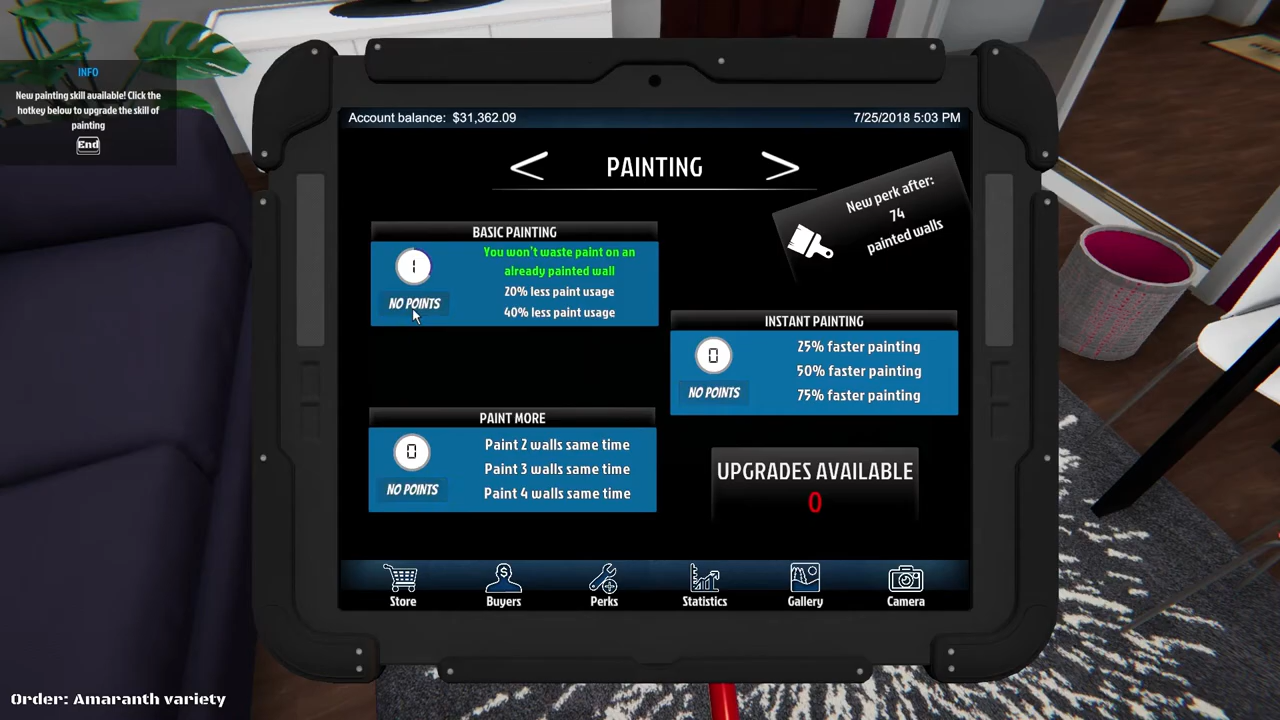 INFO
New painting skill available! Click the
hotkey below to upgrade the skill of
painting
End
Account balance: $31,362.09
7/25/2018 5:03 PM
< PAINTING >
New perk after:
74
painted walls
BASIC PAINTING
1
NO POINTS
You won't waste paint on an
already painted wall
20% less paint usage
40% less paint usage
INSTANT PAINTING
0
NO POINTS
25% faster painting
50% faster painting
75% faster painting
PAINT MORE
0
NO POINTS
Paint 2 walls same time
Paint 3 walls same time
Paint 4 walls same time
UPGRADES AVAILABLE
0
Store
Buyers
Perks
Statistics
Gallery
Camera
Order: Amaranth variety